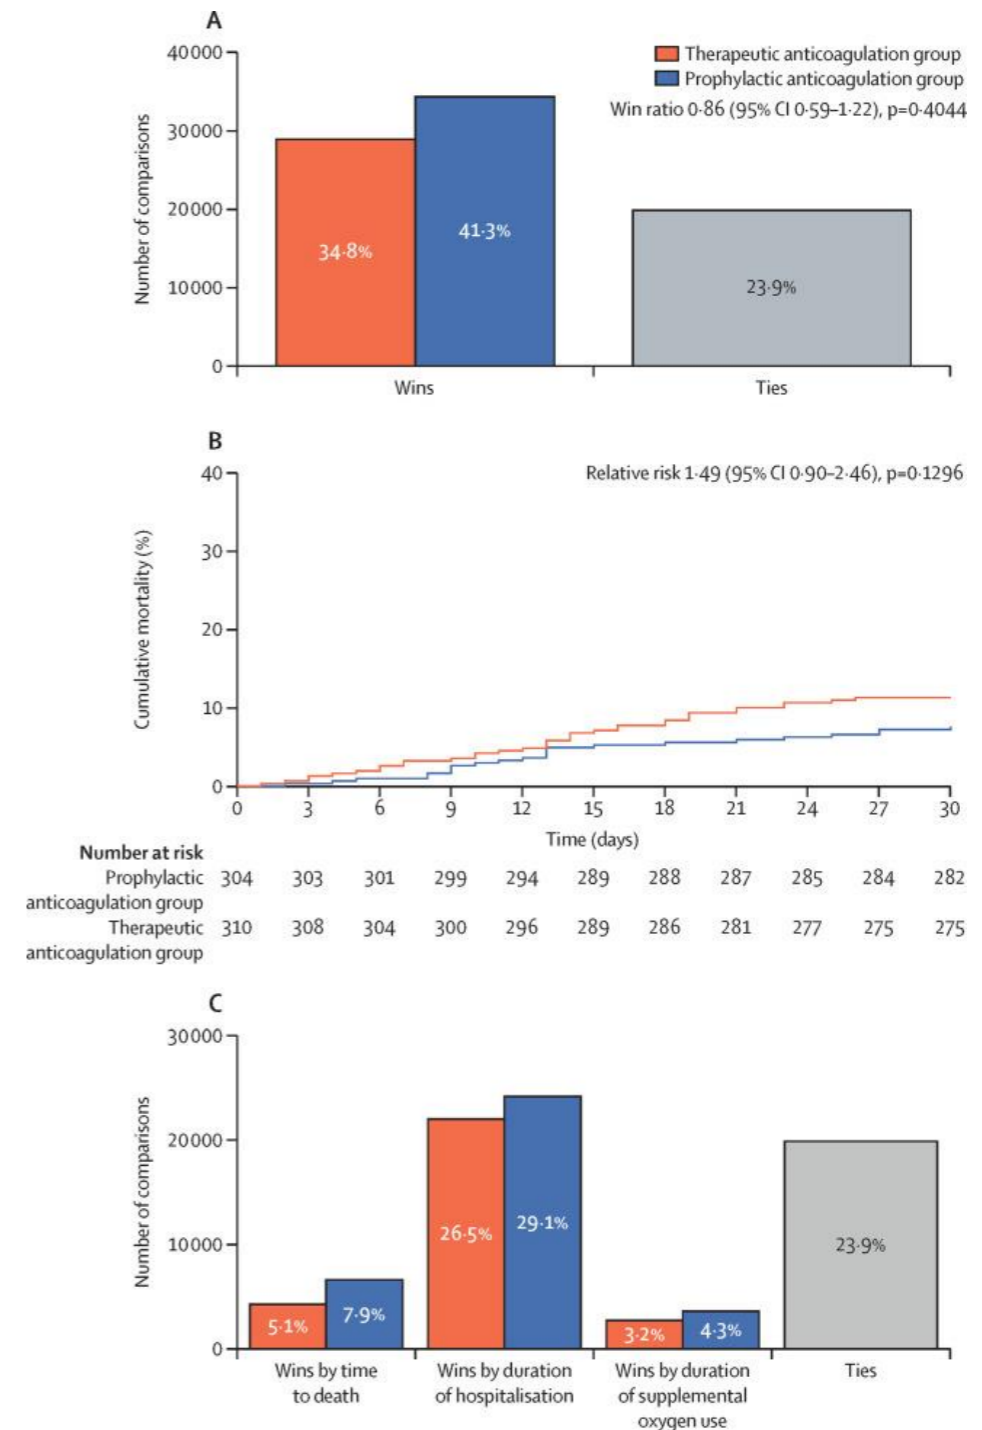 A
40000
30000
20000
10000
0
Number of comparisons
Therapeutic anticoagulation group
Prophylactic anticoagulation group
Win ratio 0·86 (95% CI 0·59–1·22), p=0·4044
34·8%
41·3%
23·9%
Wins
Ties
B
40
30
20
10
0
Cumulative mortality (%)
Relative risk 1·49 (95% CI 0·90–2·46), p=0·1296
0 3 6 9 12 15 18 21 24 27 30
Time (days)
Number at risk
Prophylactic 304 303 301 299 294 289 288 287 285 284 282
anticoagulation group
Therapeutic 310 308 304 300 296 289 286 281 277 275 275
anticoagulation group
C
30000
20000
10000
0
Number of comparisons
5·1%
7·9%
26·5%
29·1%
3·2%
4·3%
23·9%
Wins by time
to death
Wins by duration
of hospitalisation
Wins by duration
of supplemental
oxygen use
Ties